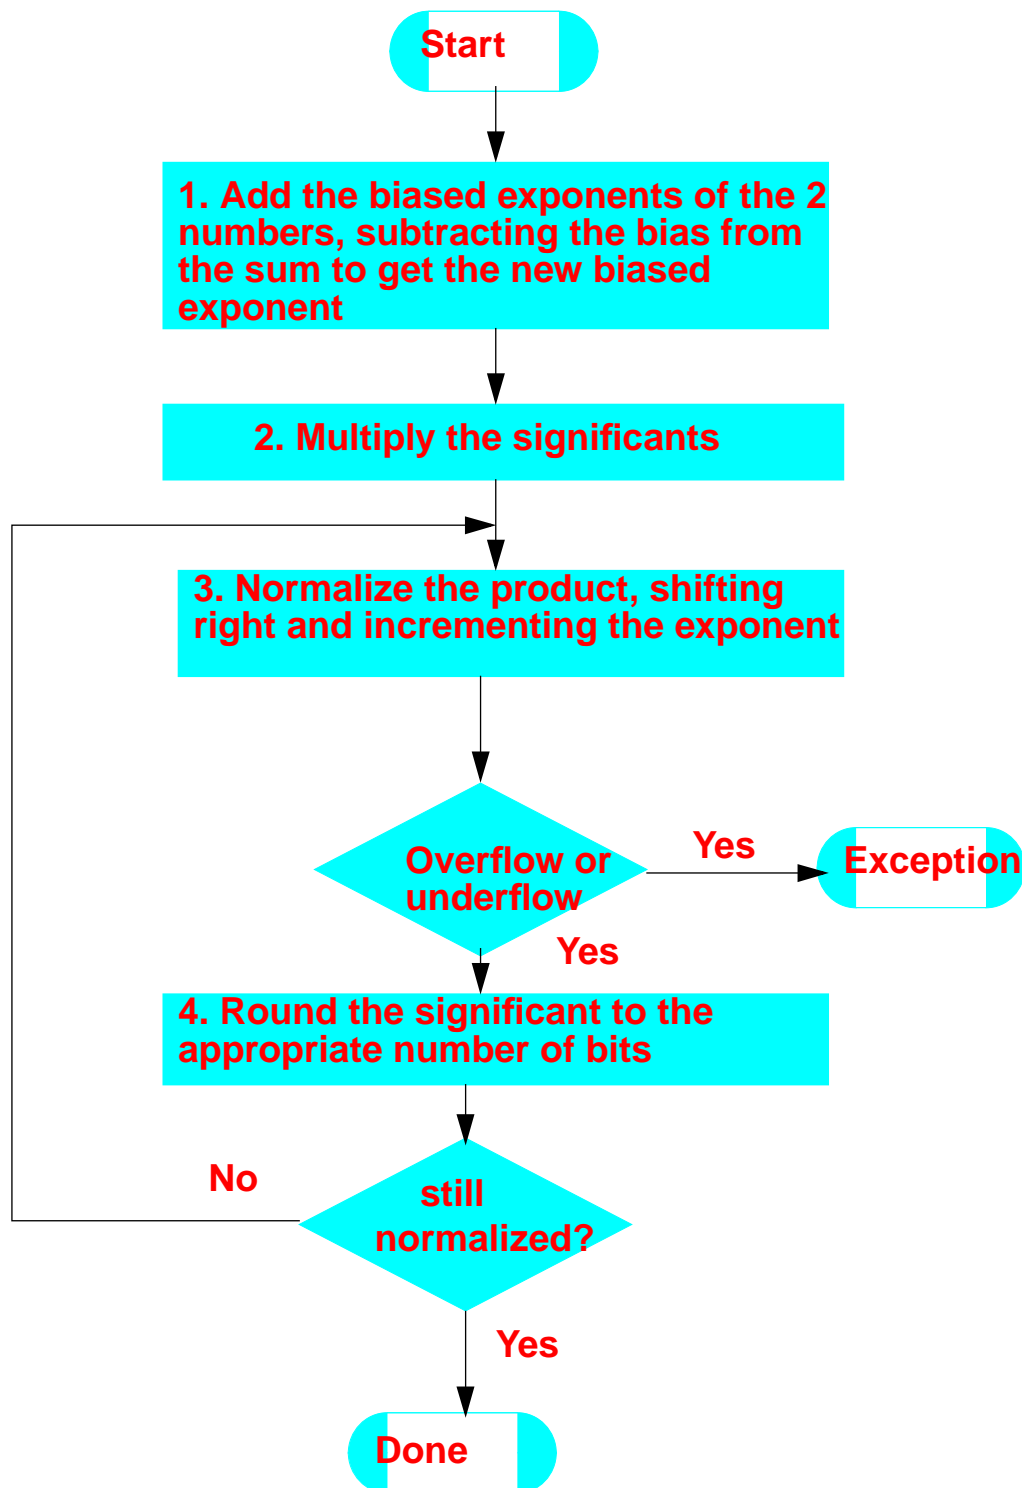 Start
1. Add the biased exponents of the 2
numbers, subtracting the bias from
the sum to get the new biased
exponent
2. Multiply the significants
3. Normalize the product, shifting
right and incrementing the exponent
Overflow or
underflow
Yes
Exception
Yes
4. Round the significant to the
appropriate number of bits
No
still
normalized?
Yes
Done